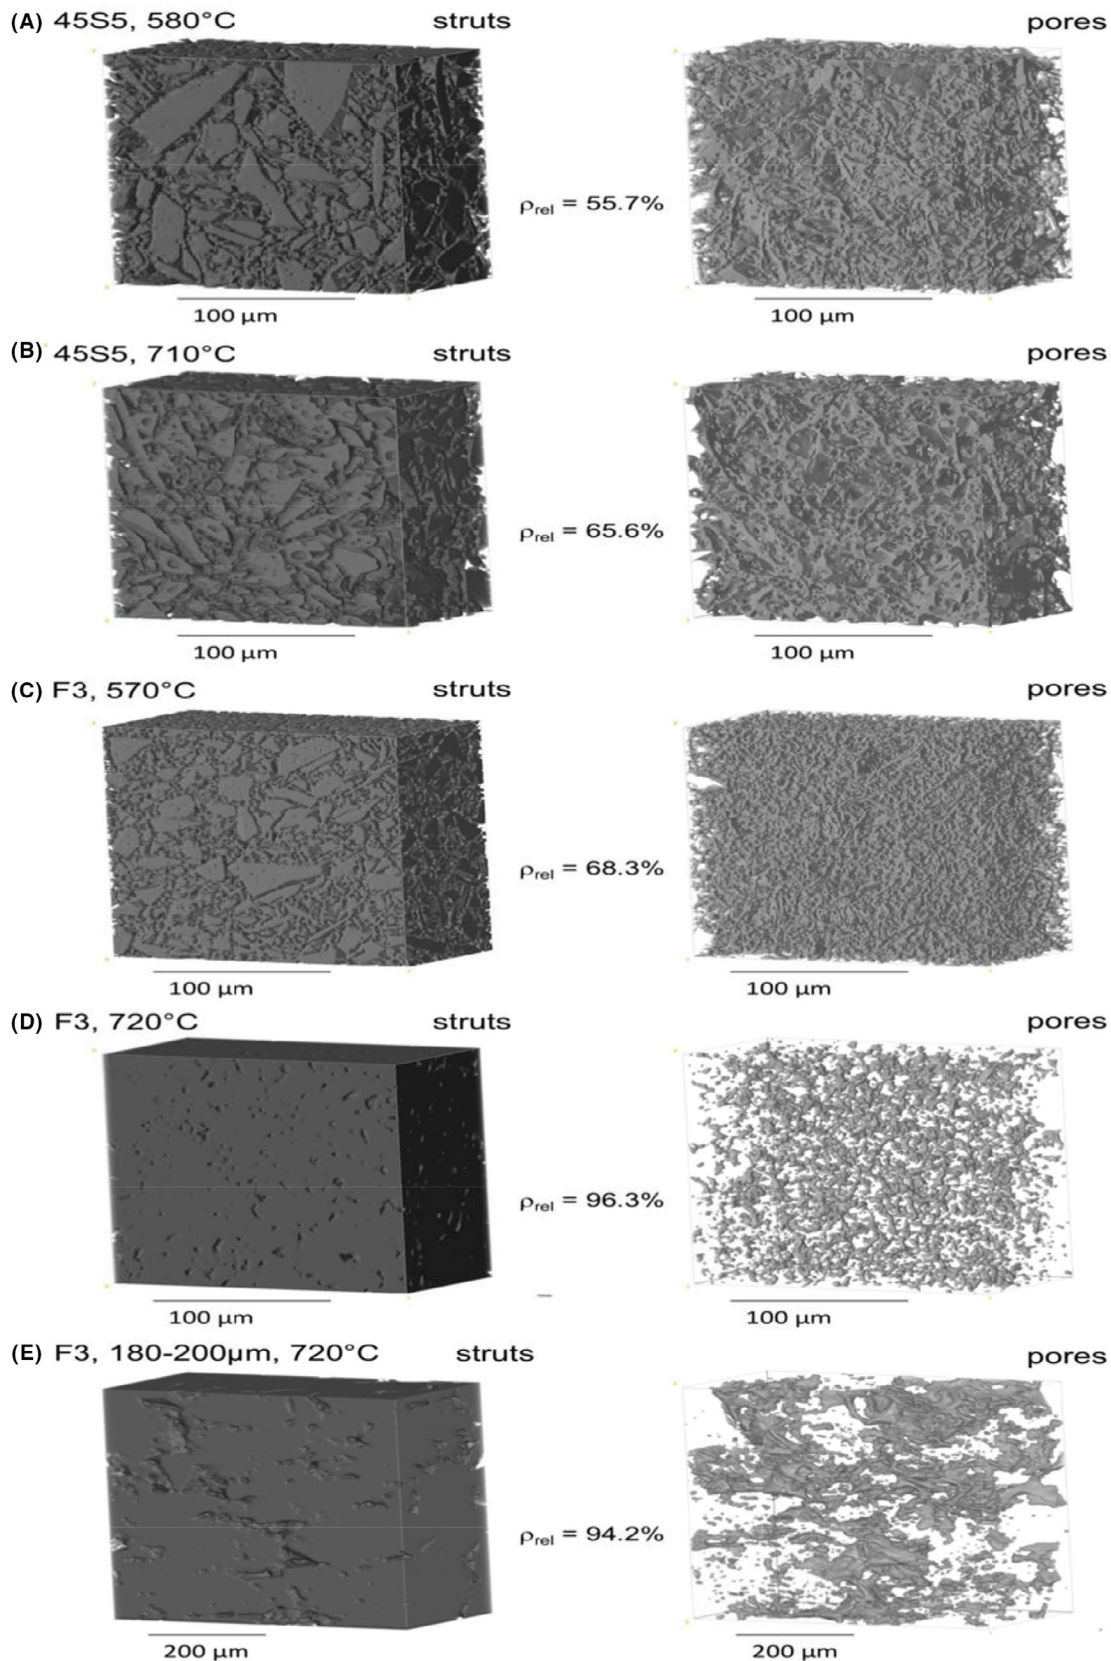 (A) 45S5, 580°C struts pores
ρrel = 55.7%
100 µm 100 µm
(B) 45S5, 710°C struts pores
ρrel = 65.6%
100 µm 100 µm
(C) F3, 570°C struts pores
ρrel = 68.3%
100 µm 100 µm
(D) F3, 720°C struts pores
ρrel = 96.3%
100 µm 100 µm
(E) F3, 180-200µm, 720°C struts pores
ρrel = 94.2%
200 µm 200 µm